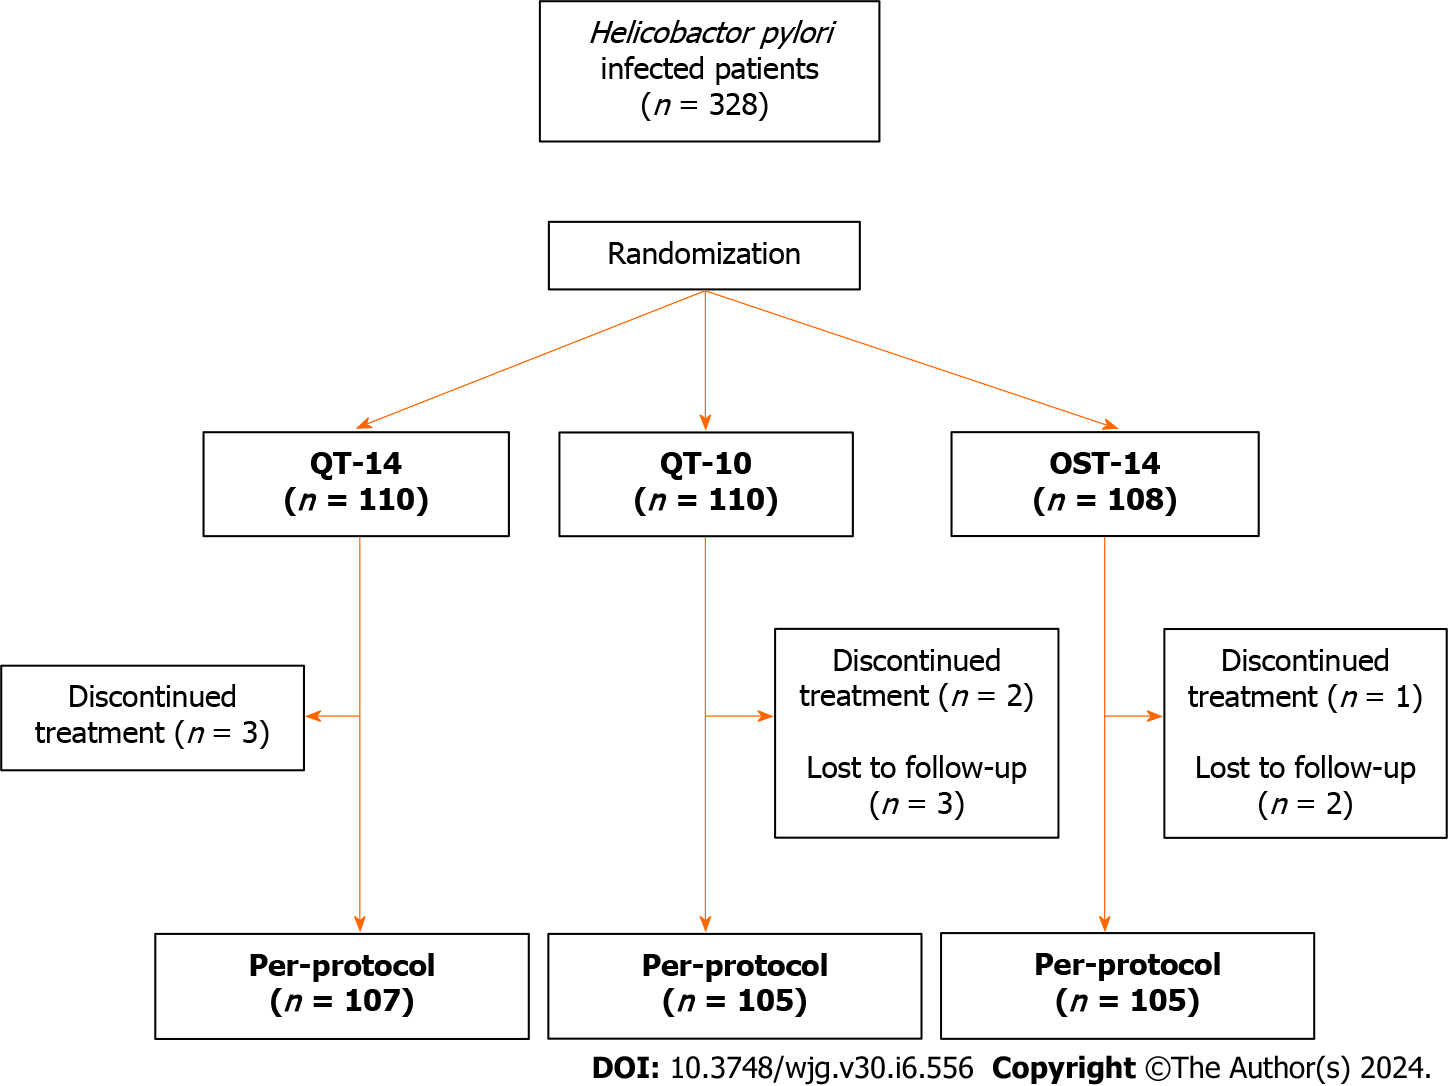 Helicobactor pylori
infected patients
(n = 328)
Randomization
QT-14
(n = 110)
QT-10
(n = 110)
OST-14
(n = 108)
Discontinued
treatment (n = 3)
Discontinued
treatment (n = 2)
Lost to follow-up
(n = 3)
Discontinued
treatment (n = 1)
Lost to follow-up
(n = 2)
Per-protocol
(n = 107)
Per-protocol
(n = 105)
Per-protocol
(n = 105)
DOI: 10.3748/wjg.v30.i6.556 Copyright ©The Author(s) 2024.